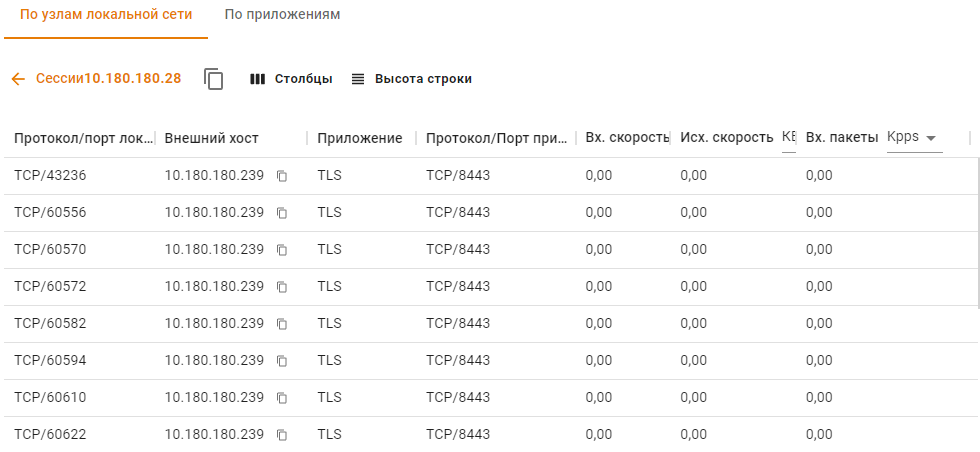 По узлам локальной сети По приложениям
Сессии10.180.180.28 Столбцы Высота строки
Протокол/порт лок... Внешний хост Приложение Протокол/Порт при... Вх. скорость Исх. скорость Вх. пакеты Kpps
TCP/43236 10.180.180.239 TLS TCP/8443 0,00 0,00 0,00
TCP/60556 10.180.180.239 TLS TCP/8443 0,00 0,00 0,00
TCP/60570 10.180.180.239 TLS TCP/8443 0,00 0,00 0,00
TCP/60572 10.180.180.239 TLS TCP/8443 0,00 0,00 0,00
TCP/60582 10.180.180.239 TLS TCP/8443 0,00 0,00 0,00
TCP/60594 10.180.180.239 TLS TCP/8443 0,00 0,00 0,00
TCP/60610 10.180.180.239 TLS TCP/8443 0,00 0,00 0,00
TCP/60622 10.180.180.239 TLS TCP/8443 0,00 0,00 0,00